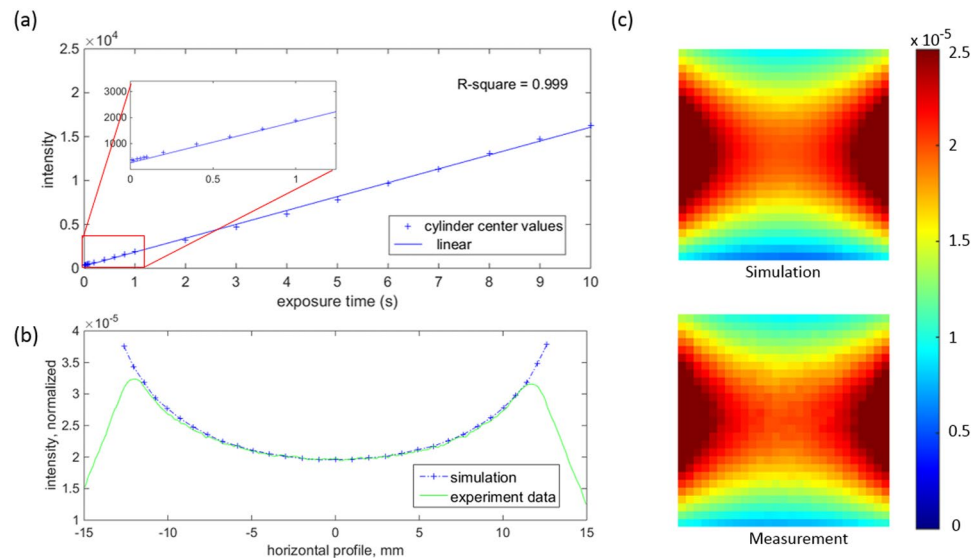 (a)
×10^4
2.5
2
1.5
1
0.5
0
intensity
3000
2000
1000
0
0.5
1
R-square = 0.999
cylinder center values
linear
0 1 2 3 4 5 6 7 8 9 10
exposure time (s)
(b)
×10^-5
4
3.5
3
2.5
2
1.5
1
intensity, normalized
simulation
experiment data
-15 -10 -5 0 5 10 15
horizontal profile, mm
(c)
Simulation
Measurement
x 10^-5
2.5
2
1.5
1
0.5
0